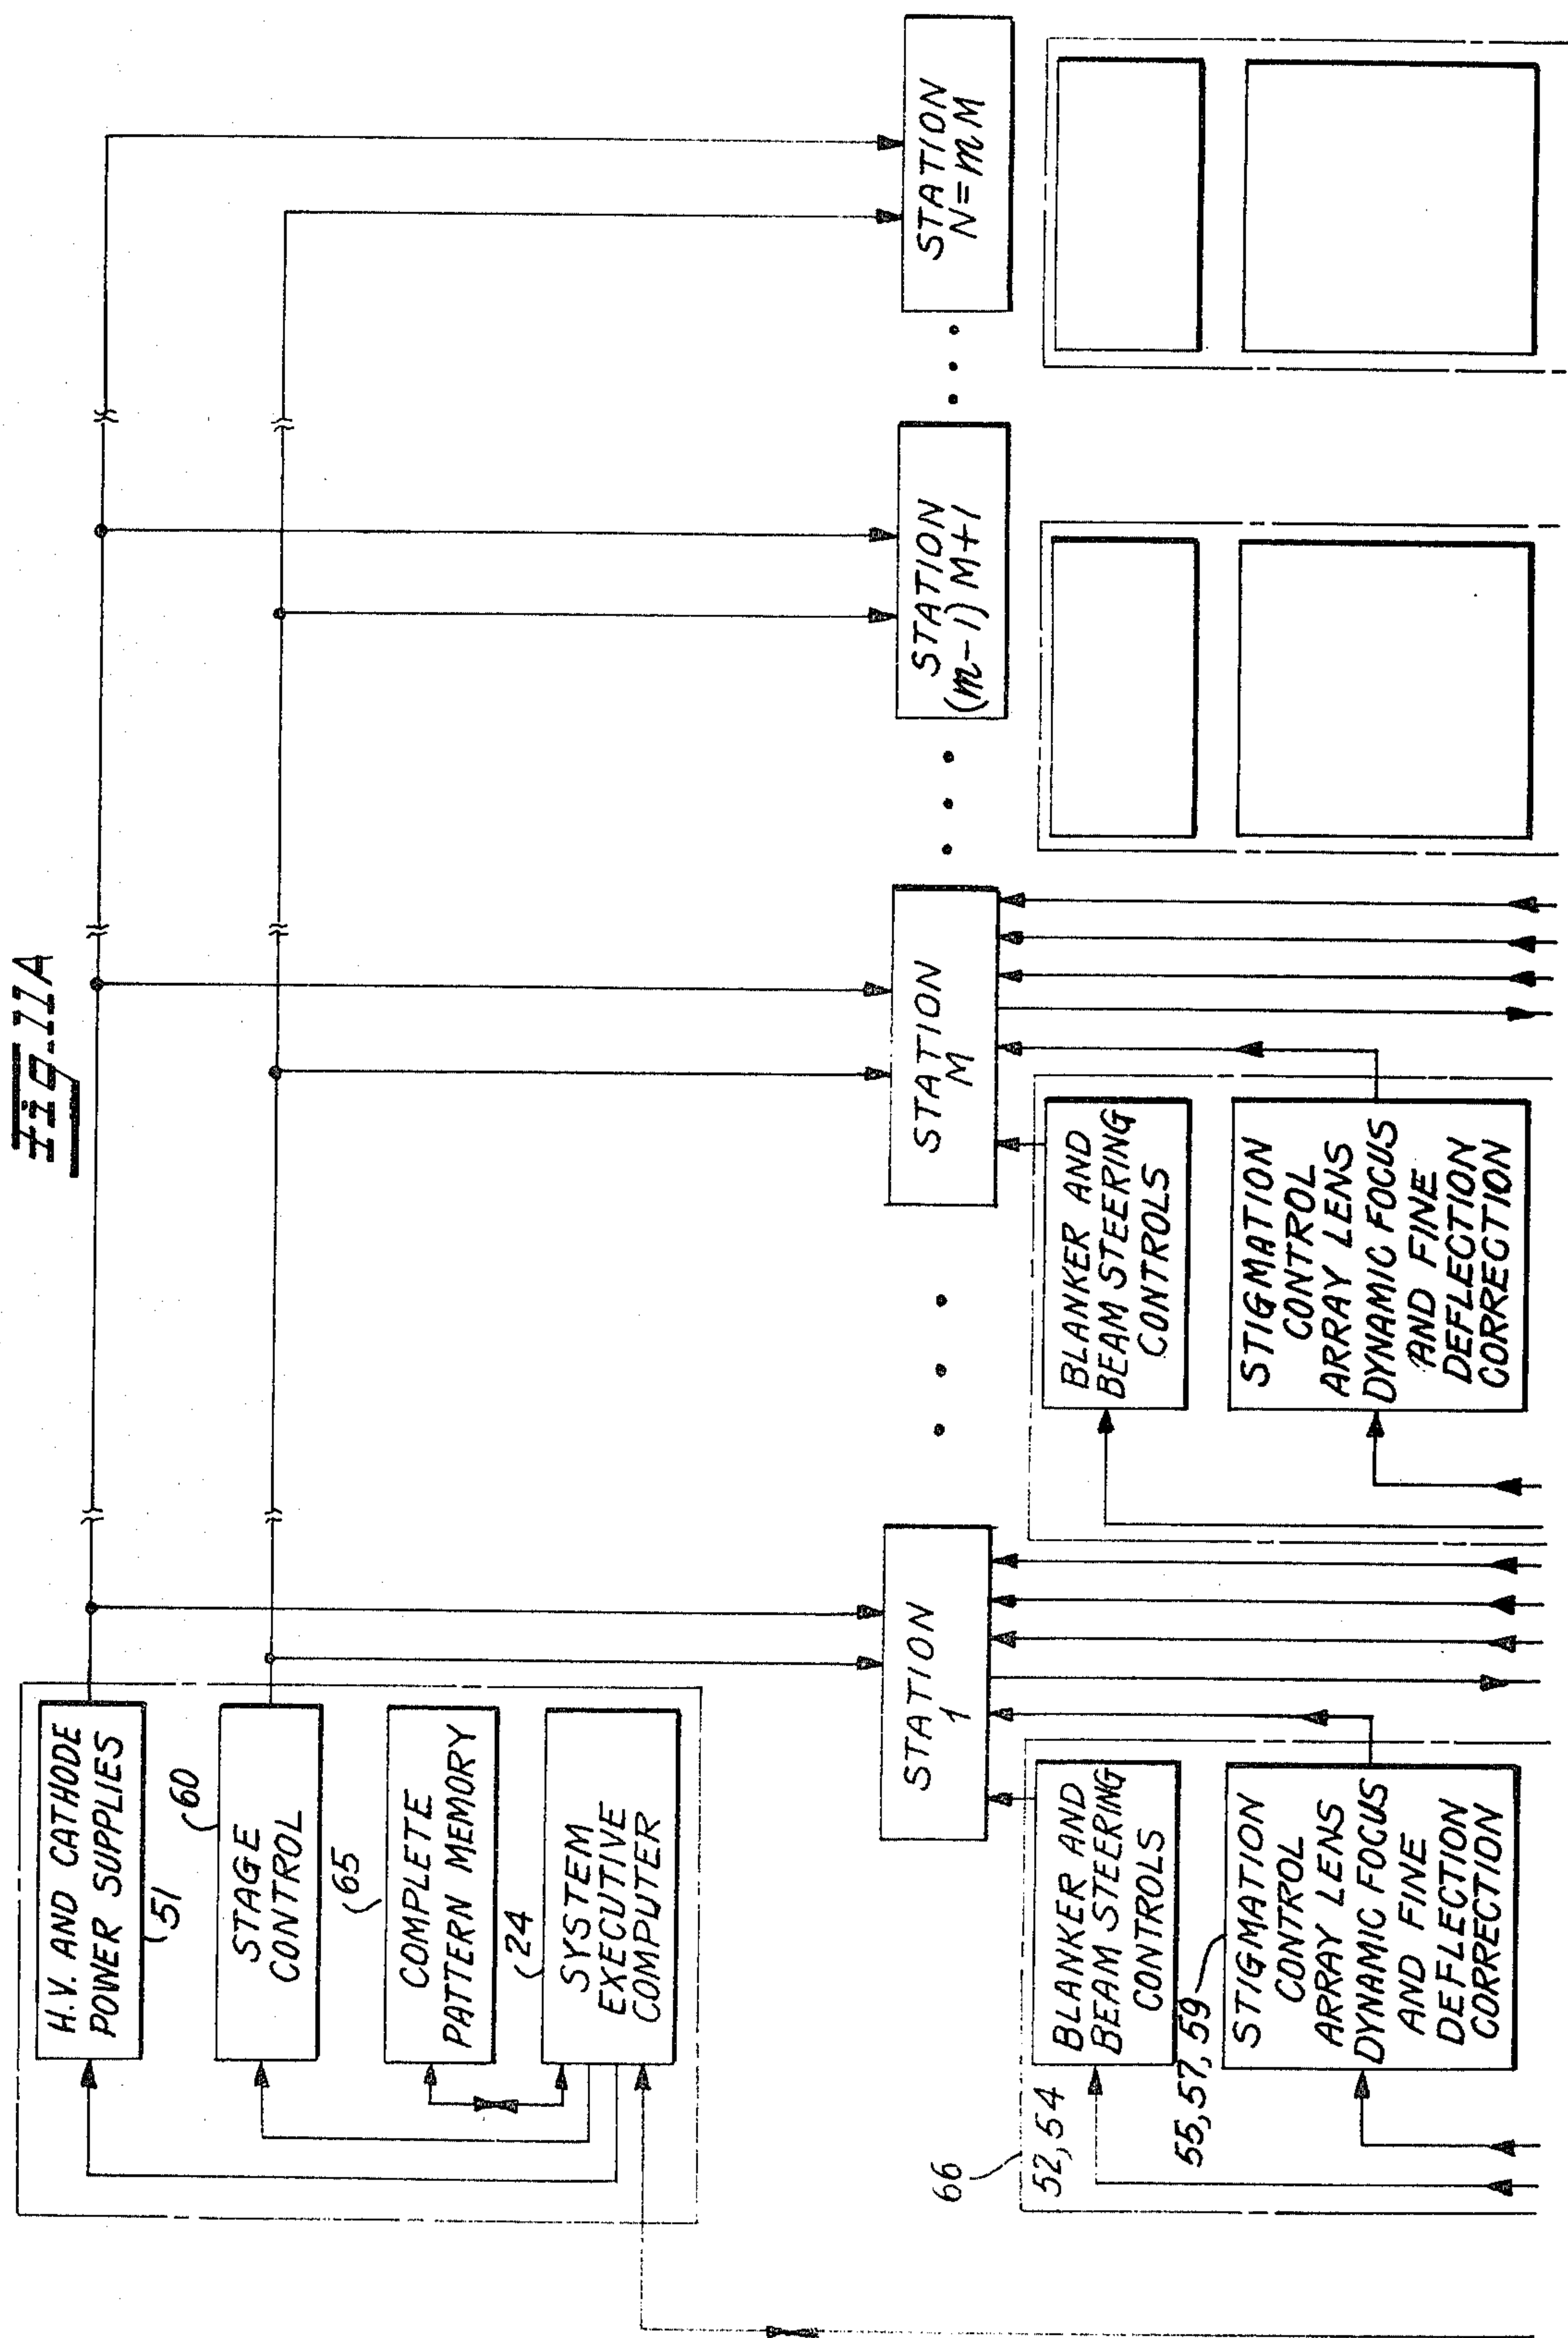 Fig. 11A
H.V. AND CATHODE
POWER SUPPLIES
51
60
STAGE
CONTROL
65
COMPLETE
PATTERN MEMORY
24
SYSTEM
EXECUTIVE
COMPUTER
STATION
1
STATION
M
STATION
(m-1) M+1
STATION
N=mM
66
52,54
BLANKER AND
BEAM STEERING
CONTROLS
55,57,59
STIGMATION
CONTROL
ARRAY LENS
DYNAMIC FOCUS
AND FINE
DEFLECTION
CORRECTION
BLANKER AND
BEAM STEERING
CONTROLS
STIGMATION
CONTROL
ARRAY LENS
DYNAMIC FOCUS
AND FINE
DEFLECTION
CORRECTION